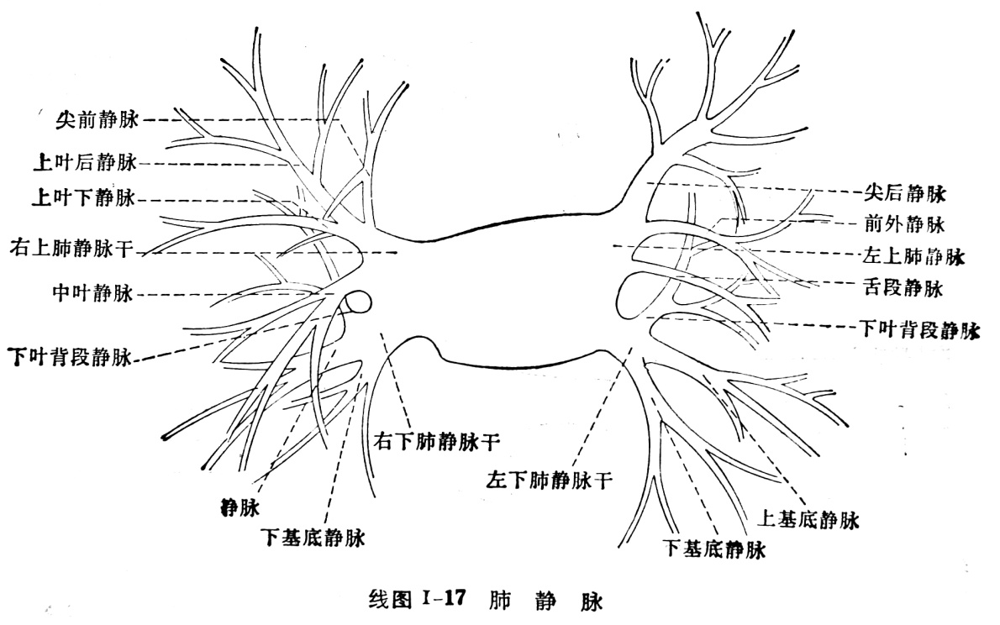 尖前静脉
上叶后静脉
上叶下静脉
右上肺静脉干
中叶静脉
下叶背段静脉
静脉
下基底静脉
右下肺静脉干
尖后静脉
前外静脉
左上肺静脉
舌段静脉
下叶背段静脉
左下肺静脉干
上基底静脉
下基底静脉
线图 I-17 肺 静 脉